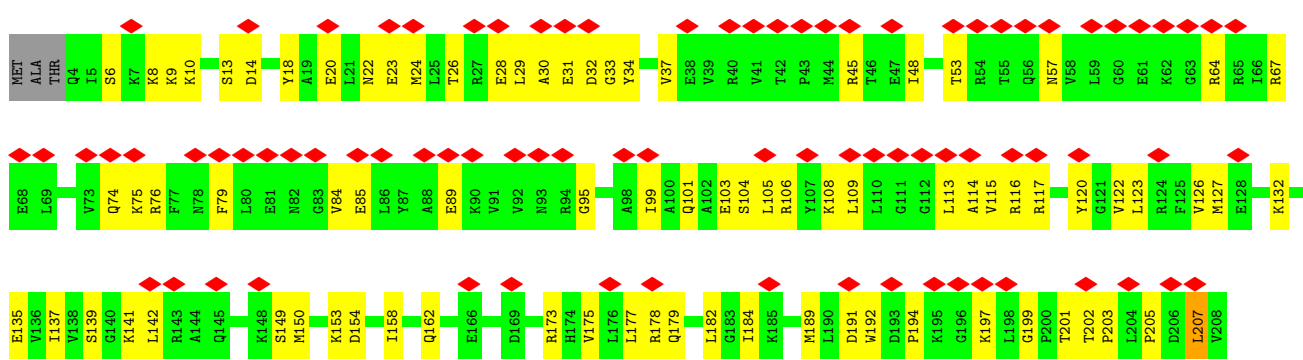 MET ALA THR Q4 I5 S6 K7 K8 K9 K10 S13 D14 Y18 A19 E20 L21 N22 E23 M24 L25 T26 R27 E28 L29 A30 E31 D32 G33 Y34 V37 E38 V39 R40 V41 T42 P43 M44 R45 T46 E47 I48 T53 R54 T55 Q56 N57 V58 L59 G60 E61 K62 G63 R64 R65 I66 R67
E68 L69 V73 Q74 K75 R76 F77 N78 F79 L80 E81 N82 G83 V84 E85 L86 Y87 A88 E89 K90 V91 V92 N93 R94 G95 A98 I99 A100 Q101 A102 E103 S104 L105 R106 Y107 K108 L109 L110 G111 G112 L113 A114 V115 R116 R117 Y120 G121 V122 L123 R124 F125 V126 M127 E128 K132
E135 V136 I137 V138 S139 G140 K141 L142 R143 A144 Q145 K148 S149 M150 K153 D154 I158 Q162 E166 D169 R173 H174 V175 L176 L177 R178 Q179 L182 G183 I184 K185 M189 L190 D191 W192 D193 P194 K195 G196 K197 L198 G199 P200 T201 T202 P203 L204 P205 D206 L207 V208